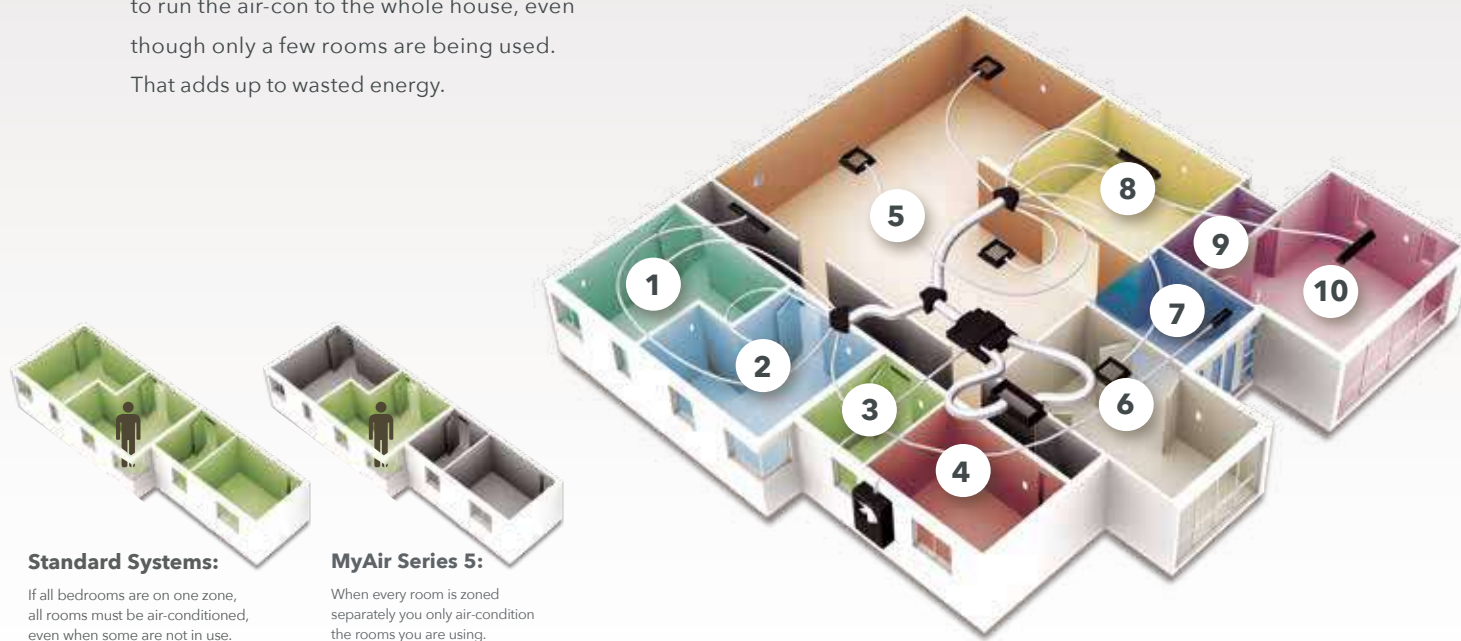 to run the air-con to the whole house, even
though only a few rooms are being used.
That adds up to wasted energy.
1
2
3
4
5
6
7
8
9
10
Standard Systems:
If all bedrooms are on one zone,
all rooms must be air-conditioned,
even when some are not in use.
MyAir Series 5:
When every room is zoned
separately you only air-condition
the rooms you are using.